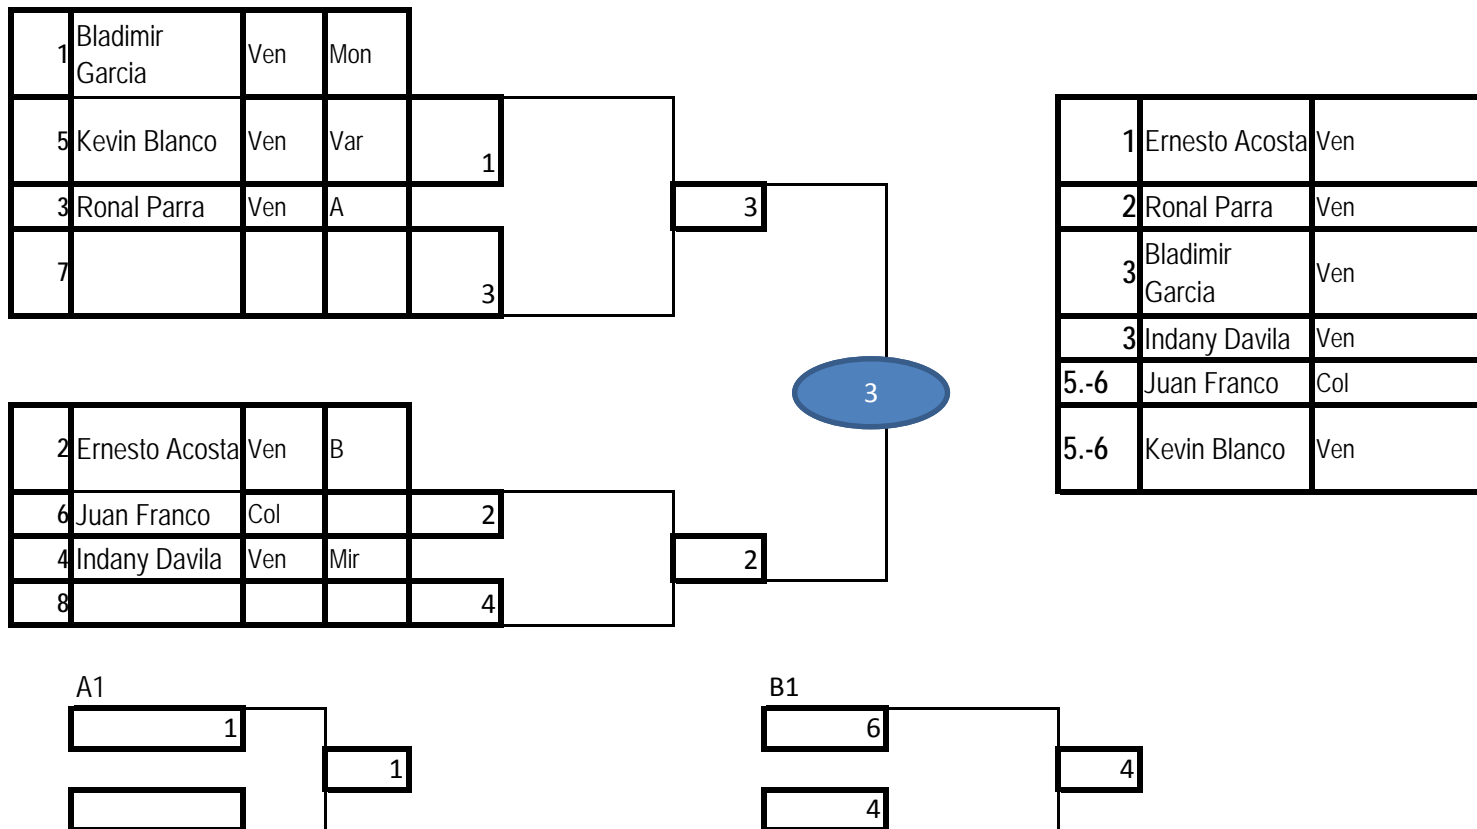 1 Bladimir Garcia Ven Mon
5 Kevin Blanco Ven Var 1
3 Ronal Parra Ven A 3
7 3
3
2 Ernesto Acosta Ven B
6 Juan Franco Col 2
4 Indany Davila Ven Mir 2
8 4
1 Ernesto Acosta Ven
2 Ronal Parra Ven
3 Bladimir Garcia Ven
3 Indany Davila Ven
5.-6 Juan Franco Col
5.-6 Kevin Blanco Ven
A1
1
1
B1
6
4
4